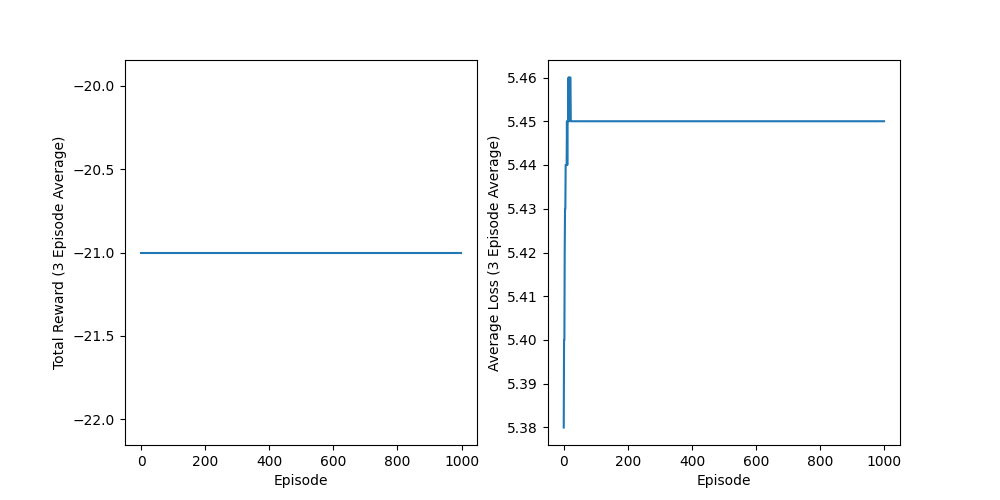 Total Reward (3 Episode Average)
−20.0
−20.5
−21.0
−21.5
−22.0
0 200 400 600 800 1000
Episode
Average Loss (3 Episode Average)
5.46
5.45
5.44
5.43
5.42
5.41
5.40
5.39
5.38
0 200 400 600 800 1000
Episode